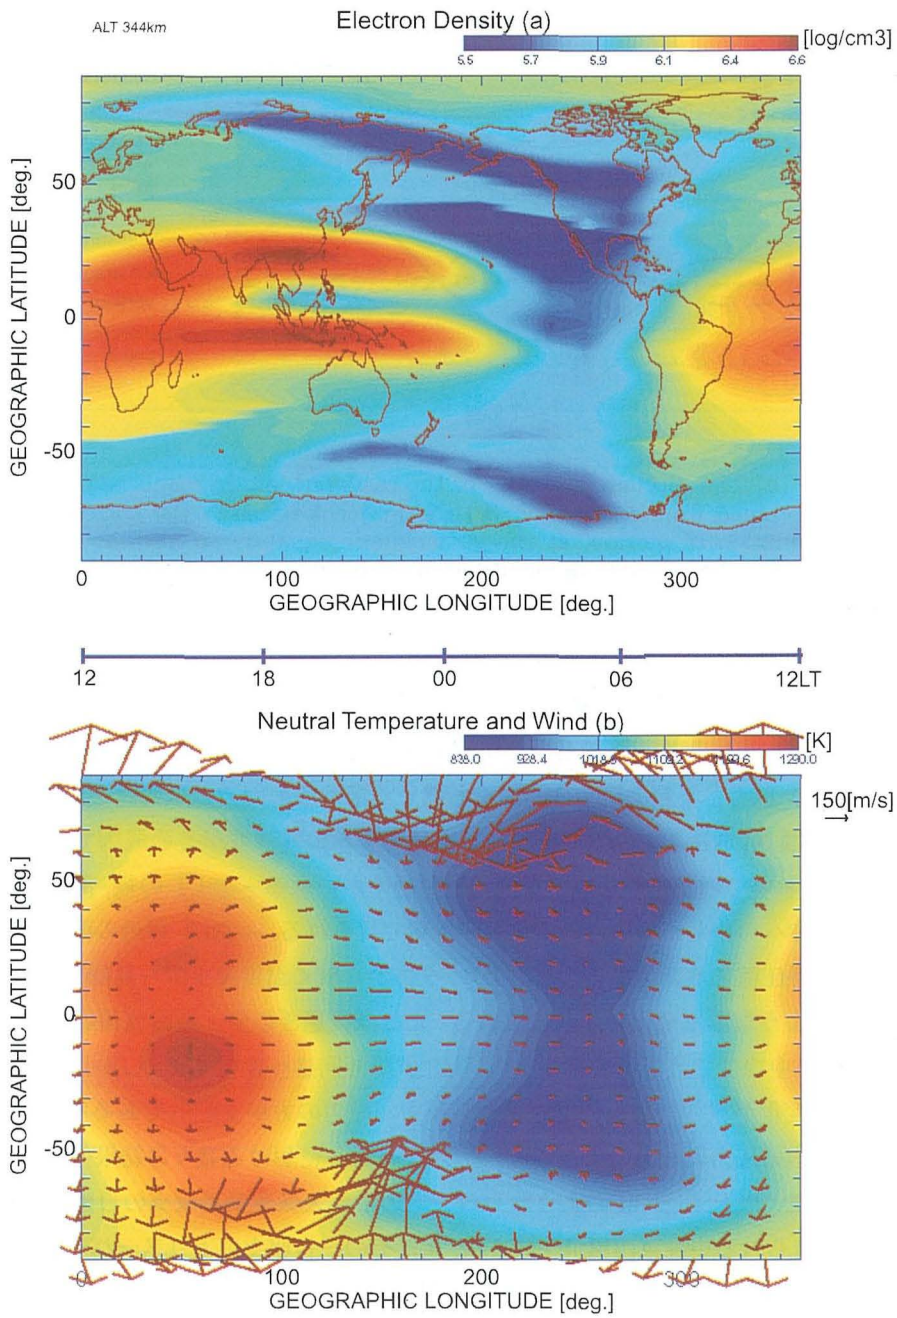 Electron Density (a)
ALT 344km
[log/cm3]
5.5 5.7 5.9 6.1 6.4 6.6
GEOGRAPHIC LATITUDE [deg.]
50
0
-50
0 100 200 300
GEOGRAPHIC LONGITUDE [deg.]
12 18 00 06 12LT
Neutral Temperature and Wind (b)
[K]
838.0 928.4 1109.2 1290.0
150[m/s]
GEOGRAPHIC LATITUDE [deg.]
50
0
-50
0 100 200 300
GEOGRAPHIC LONGITUDE [deg.]